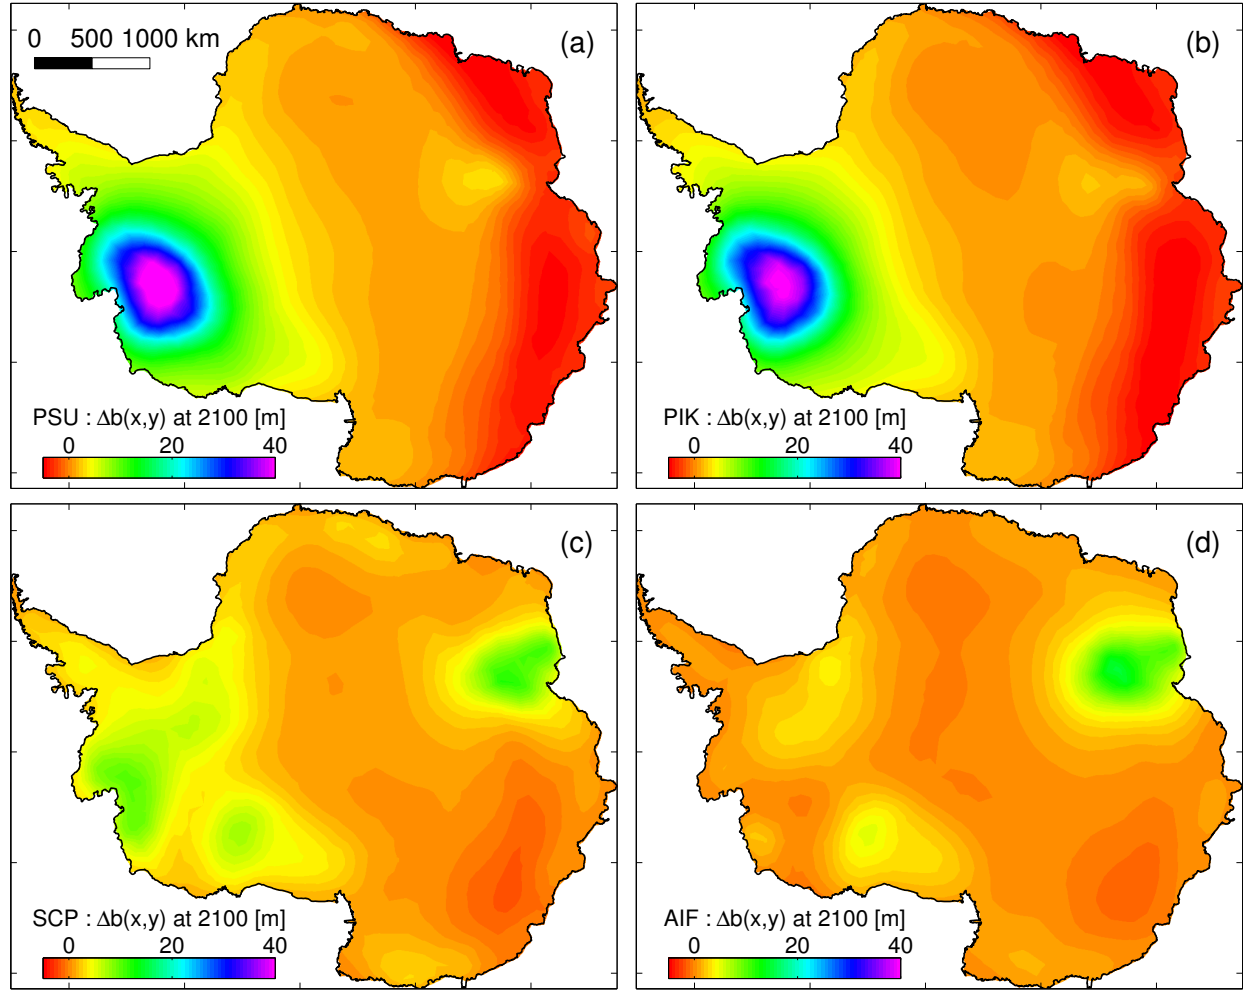 0 500 1000 km
(a)
PSU : Δb(x,y) at 2100 [m]
0 20 40
(b)
PIK : Δb(x,y) at 2100 [m]
0 20 40
(c)
SCP : Δb(x,y) at 2100 [m]
0 20 40
(d)
AIF : Δb(x,y) at 2100 [m]
0 20 40